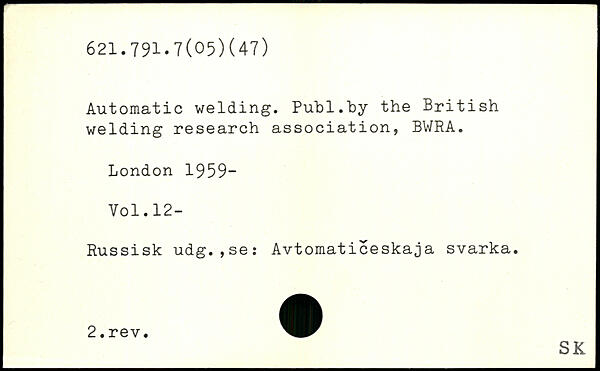 621.791.7(05)(47)
Automatic welding. Publ.by the British
welding research association, BWRA.
London 1959-
Vol.12-
Russisk udg.,se: Avtomatičeskaja svarka.
2.rev.
SK